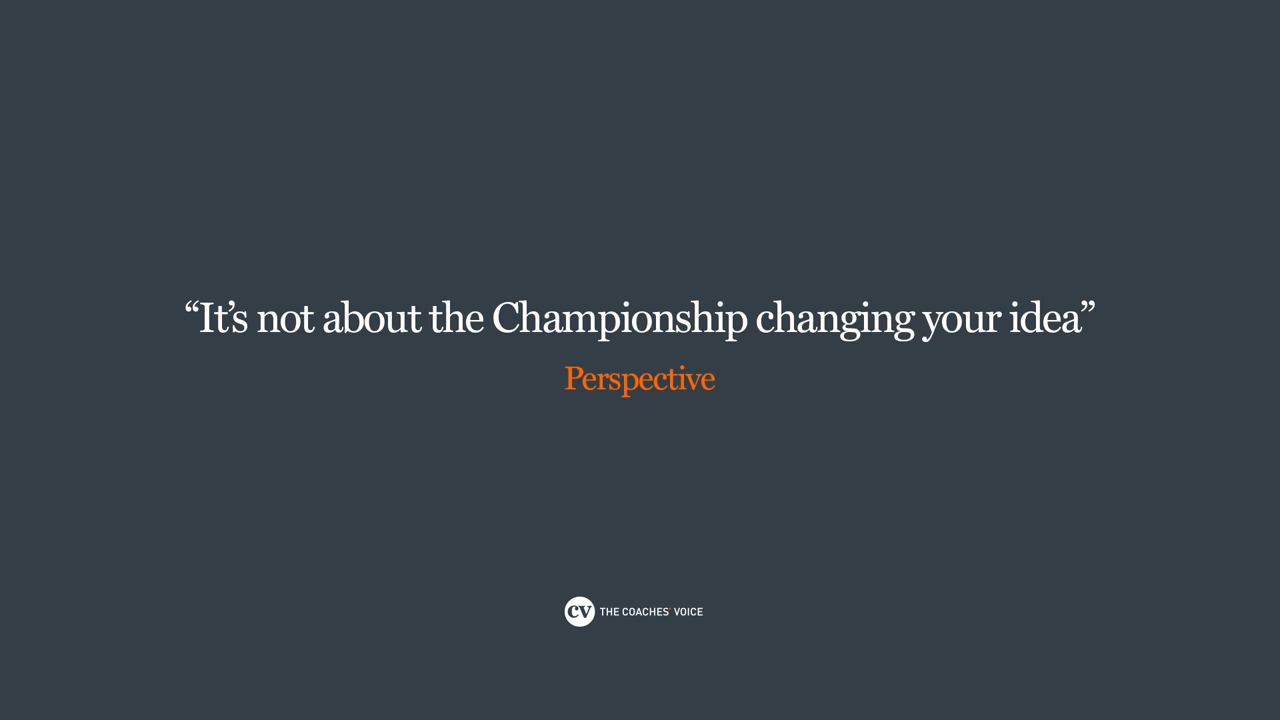 “It’s not about the Championship changing your idea”
Perspective
CV THE COACHES' VOICE